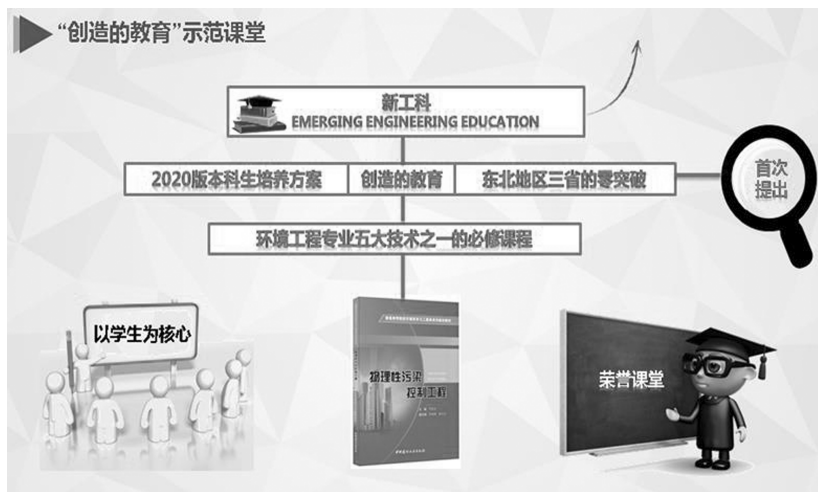 “创造的教育”示范课堂
新工科
EMERGING ENGINEERING EDUCATION
2020版本科生培养方案
创造的教育
东北地区三省的零突破
首次
提出
环境工程专业五大技术之一的必修课程
以学生为核心
物理性污染
控制工程
荣誉课堂